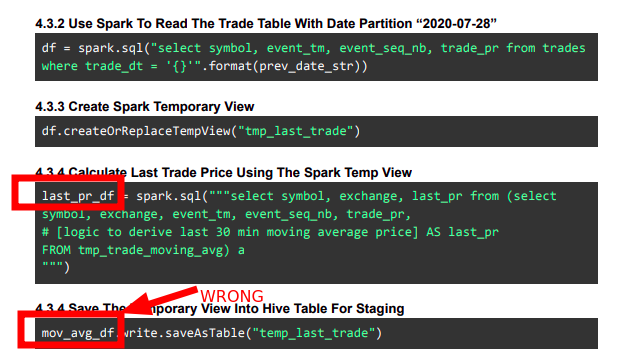 4.3.2 Use Spark To Read The Trade Table With Date Partition “2020-07-28”
df = spark.sql("select symbol, event_tm, event_seq_nb, trade_pr from trades
where trade_dt = '{}'".format(prev_date_str))
4.3.3 Create Spark Temporary View
df.createOrReplaceTempView("tmp_last_trade")
4.3.4 Calculate Last Trade Price Using The Spark Temp View
last_pr_df = spark.sql("""select symbol, exchange, last_pr from (select
symbol, exchange, event_tm, event_seq_nb, trade_pr,
# [logic to derive last 30 min moving average price] AS last_pr
FROM tmp_trade_moving_avg) a
""")
WRONG
4.3.4 Save The Temporary View Into Hive Table For Staging
mov_avg_df.write.saveAsTable("temp_last_trade")